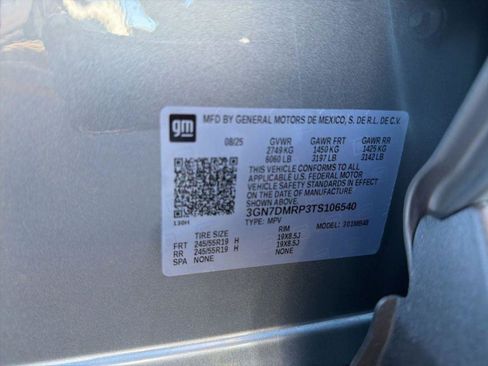 gm MFD BY GENERAL MOTORS DE MEXICO, S. DE R.L. DE C.V.
08/25 GVWR GAWR FRT GAWR RR
2749 KG 1450 KG 1425 KG
6060 LB 3197 LB 3142 LB
THIS VEHICLE CONFORMS TO ALL
APPLICABLE U.S. FEDERAL MOTOR
VEHICLE SAFETY STANDARDS IN
EFFECT ON THE DATE OF MANUFACTURE
SHOWN ABOVE.
3GN7DMRP3TS106540
TYPE: MPV MODEL:
130H
TIRE SIZE RIM
FRT 245/55R19 H 19X8.5J
RR 245/55R19 H 19X8.5J
SPA NONE NONE